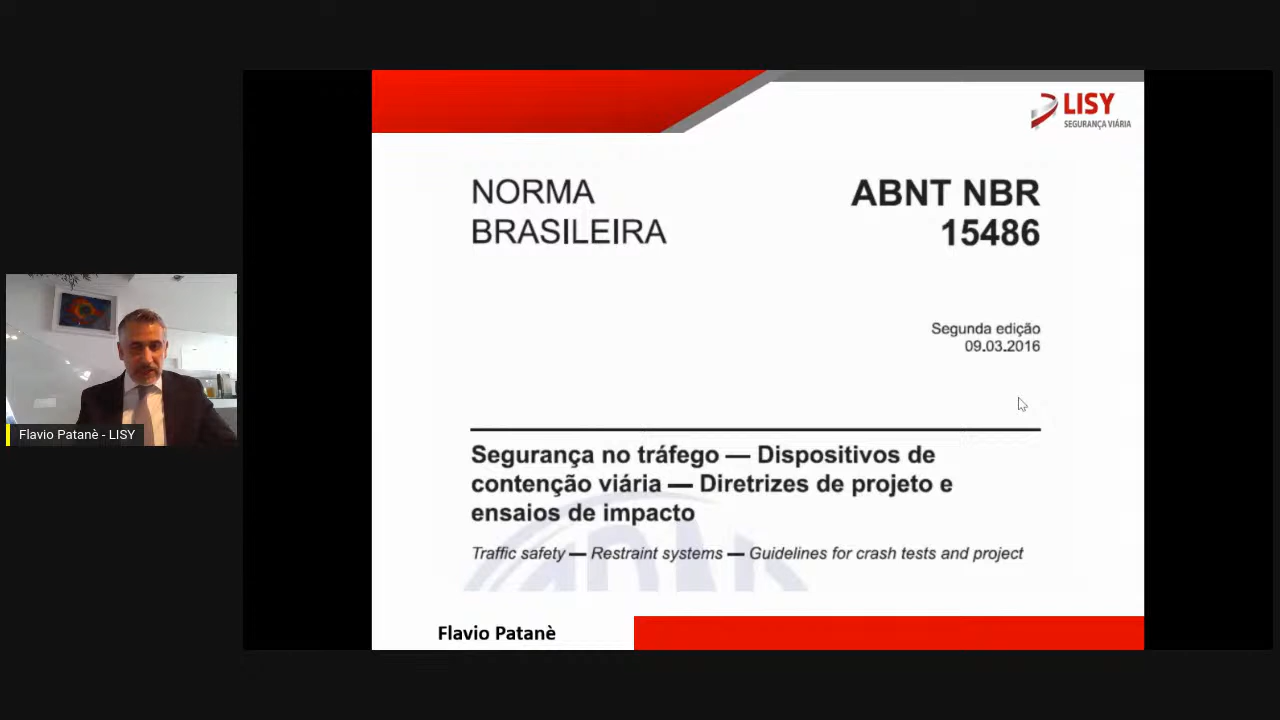 LISY
SEGURANÇA VIÁRIA
NORMA
BRASILEIRA
ABNT NBR
15486
Segunda edição
09.03.2016
Segurança no tráfego — Dispositivos de
contenção viária — Diretrizes de projeto e
ensaios de impacto
Traffic safety — Restraint systems — Guidelines for crash tests and project
Flavio Patanè
Flavio Patanè - LISY